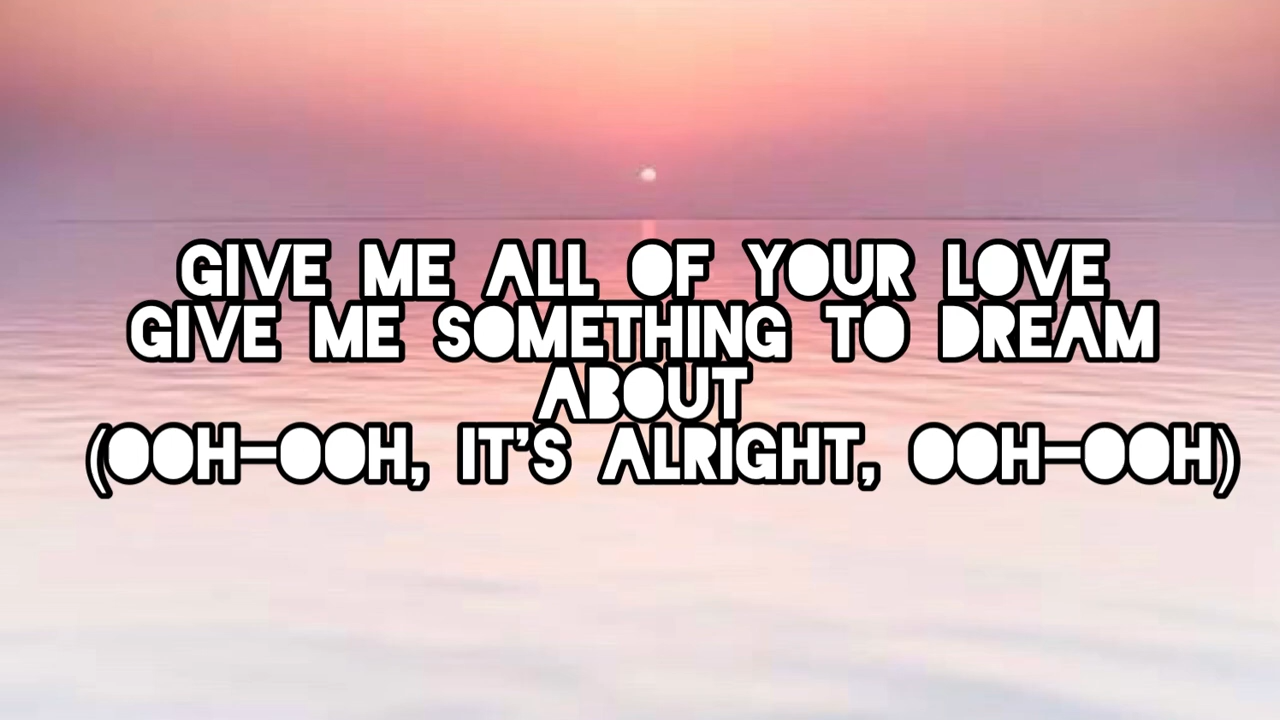 GIVE ME ALL OF YOUR LOVE
GIVE ME SOMETHING TO DREAM
ABOUT
(OOH-OOH, IT'S ALRIGHT, OOH-OOH)